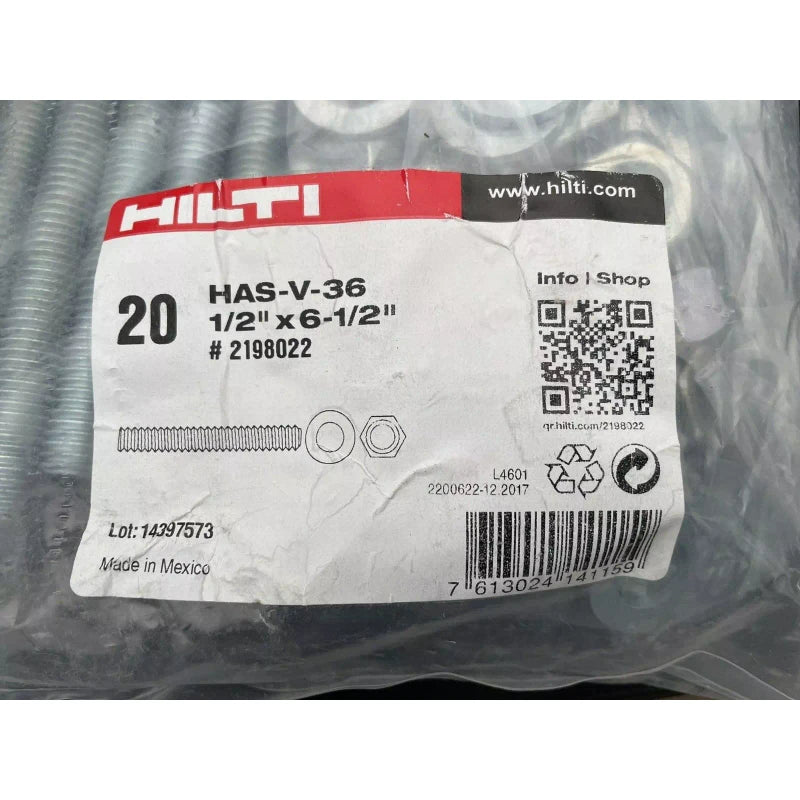 HILTI
www.hilti.com
20
HAS-V-36
1/2" x 6-1/2"
# 2198022
Info | Shop
qr.hilti.com/2198022
L4601
2200622-12.2017
Lot: 14397573
Made in Mexico
7 613024 141159